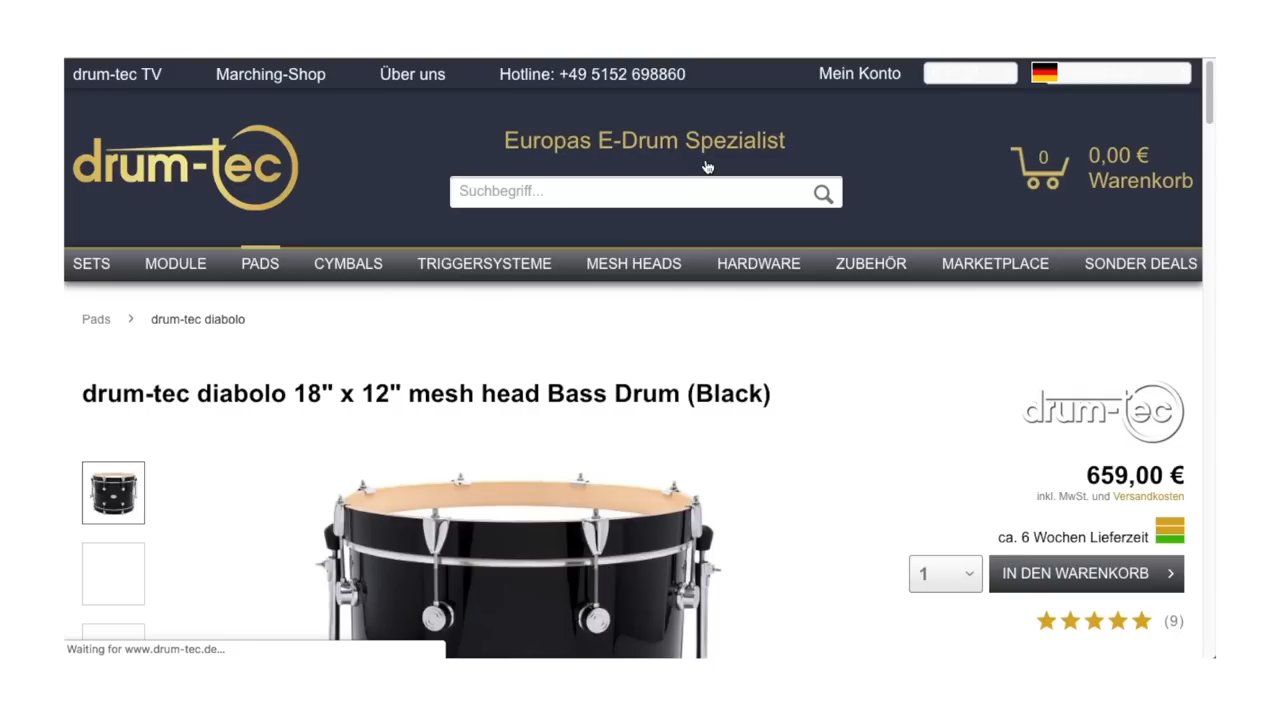 drum-tec TV Marching-Shop Über uns Hotline: +49 5152 698860 Mein Konto
drum-tec
Europas E-Drum Spezialist
Suchbegriff...
0
0,00 €
Warenkorb
SETS MODULE PADS CYMBALS TRIGGERSYSTEME MESH HEADS HARDWARE ZUBEHÖR MARKETPLACE SONDER DEALS
Pads > drum-tec diabolo
drum-tec diabolo 18" x 12" mesh head Bass Drum (Black)
drum-tec
659,00 €
inkl. MwSt. und Versandkosten
ca. 6 Wochen Lieferzeit
1 IN DEN WARENKORB >
(9)
Waiting for www.drum-tec.de...